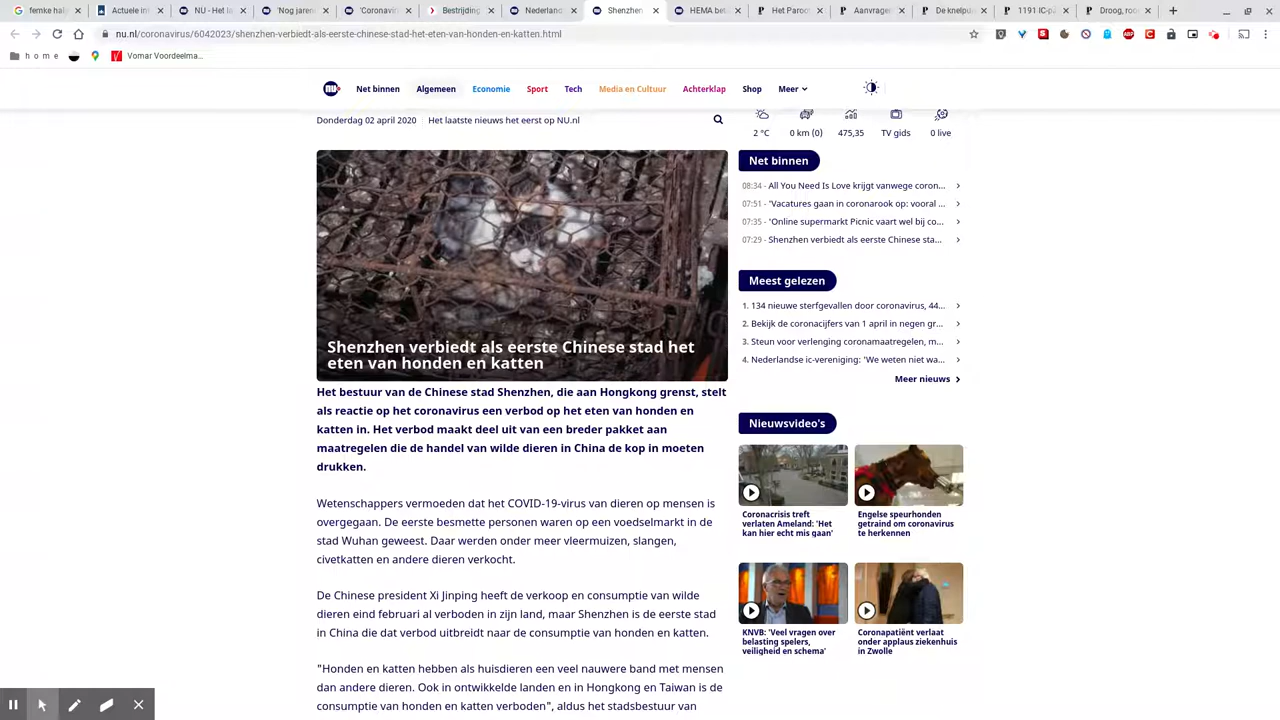 femke hal
Actuele in
NU - Het la
'Nog jaren
'Coronavir
Bestrijding
Nederland
Shenzhen
HEMA bet
Het Paroo
Aanvragen
De knelpu
1191 IC-p
Droog, roo
nu.nl/coronavirus/6042023/shenzhen-verbiedt-als-eerste-chinese-stad-het-eten-van-honden-en-katten.html
h o m e
Vomar Voordeelma...
nu
Net binnen
Algemeen
Economie
Sport
Tech
Media en Cultuur
Achterklap
Shop
Meer
Donderdag 02 april 2020
Het laatste nieuws het eerst op NU.nl
2 °C
0 km (0)
475,35
TV gids
0 live
Shenzhen verbiedt als eerste Chinese stad het
eten van honden en katten
Het bestuur van de Chinese stad Shenzhen, die aan Hongkong grenst, stelt
als reactie op het coronavirus een verbod op het eten van honden en
katten in. Het verbod maakt deel uit van een breder pakket aan
maatregelen die de handel van wilde dieren in China de kop in moeten
drukken.
Wetenschappers vermoeden dat het COVID-19-virus van dieren op mensen is
overgegaan. De eerste besmette personen waren op een voedselmarkt in de
stad Wuhan geweest. Daar werden onder meer vleermuizen, slangen,
civetkatten en andere dieren verkocht.
De Chinese president Xi Jinping heeft de verkoop en consumptie van wilde
dieren eind februari al verboden in zijn land, maar Shenzhen is de eerste stad
in China die dat verbod uitbreidt naar de consumptie van honden en katten.
"Honden en katten hebben als huisdieren een veel nauwere band met mensen
dan andere dieren. Ook in ontwikkelde landen en in Hongkong en Taiwan is de
consumptie van honden en katten verboden", aldus het stadsbestuur van
Net binnen
08:34 - All You Need Is Love krijgt vanwege coron...
07:51 - 'Vacatures gaan in coronarook op: vooral ...
07:35 - 'Online supermarkt Picnic vaart wel bij co...
07:29 - Shenzhen verbiedt als eerste Chinese sta...
Meest gelezen
1. 134 nieuwe sterfgevallen door coronavirus, 44...
2. Bekijk de coronacijfers van 1 april in negen gr...
3. Steun voor verlenging coronamaatregelen, m...
4. Nederlandse ic-vereniging: 'We weten niet wa...
Meer nieuws
Nieuwsvideo's
Coronacrisis treft
verlaten Ameland: 'Het
kan hier echt mis gaan'
Engelse speurhonden
getraind om coronavirus
te herkennen
KNVB: 'Veel vragen over
belasting spelers,
veiligheid en schema'
Coronapatiënt verlaat
onder applaus ziekenhuis
in Zwolle